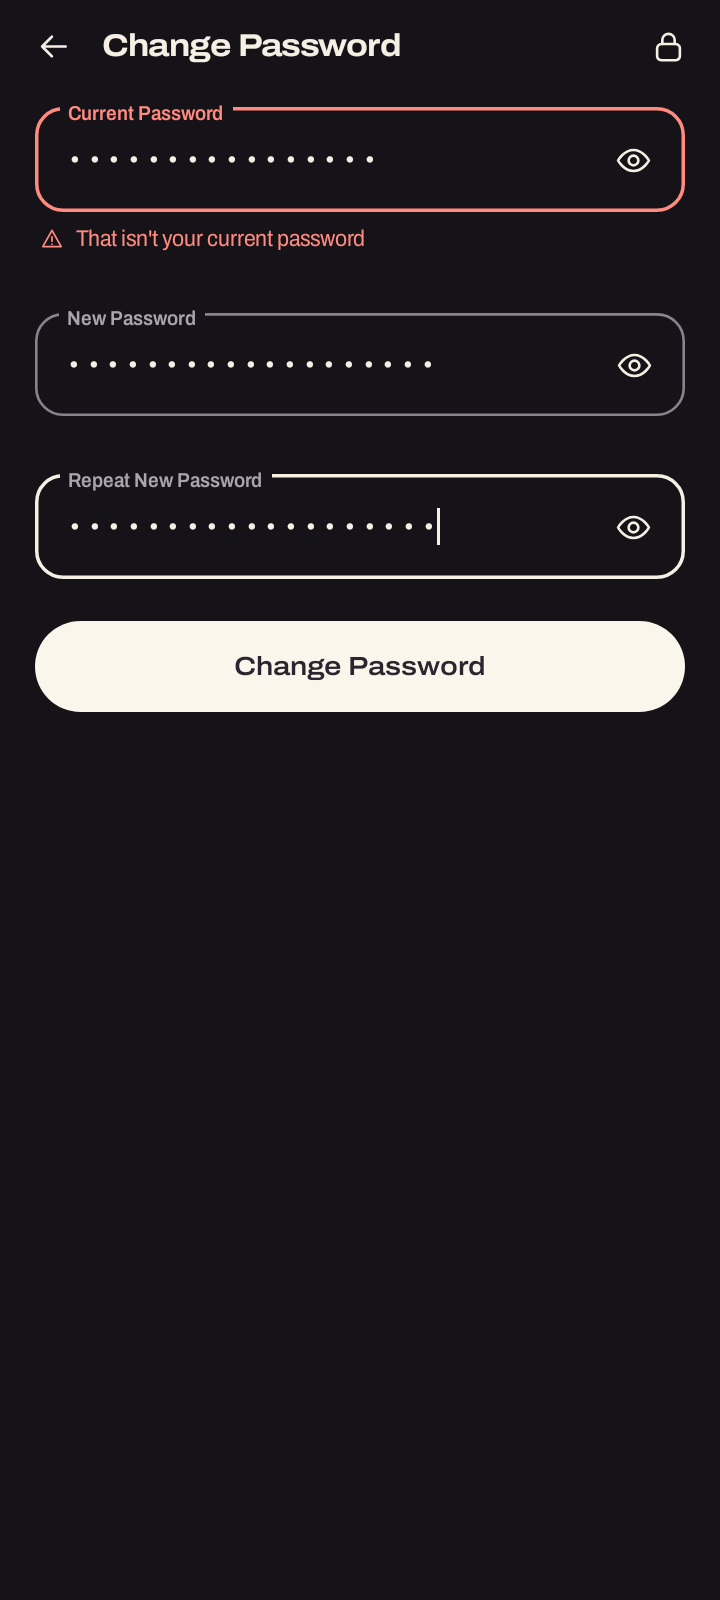 Change Password
Current Password
••••••••••••••••
That isn't your current password
New Password
•••••••••••••••••••
Repeat New Password
•••••••••••••••••••
Change Password